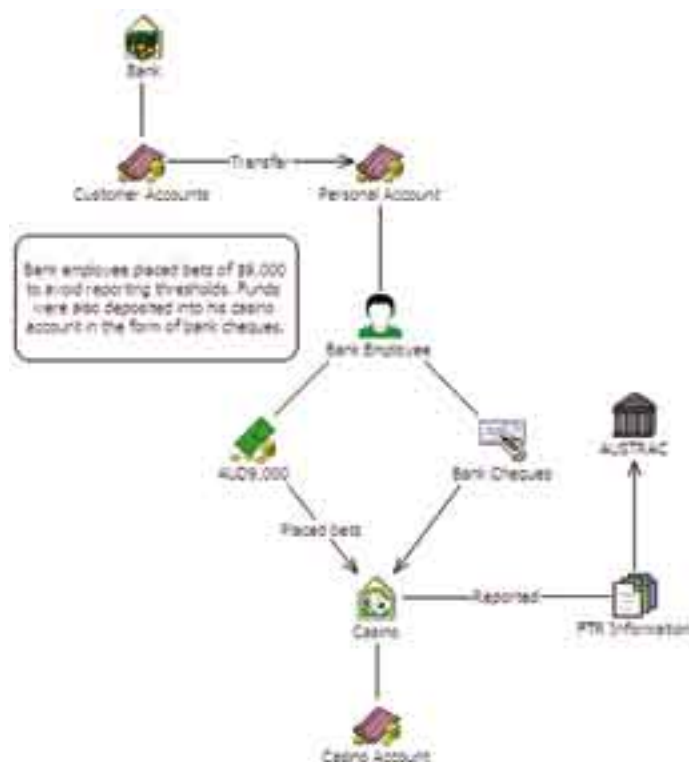 Bank
Customer Accounts
Transfer
Personal Account
Bank employee placed bets of $9,000
to avoid reporting thresholds. Funds
were also deposited into his casino
account in the form of bank cheques.
Bank Employee
AUD9,000
Bank Cheques
AUSTRAC
Placed bets
Casino
Reported
PTR Information
Casino Account